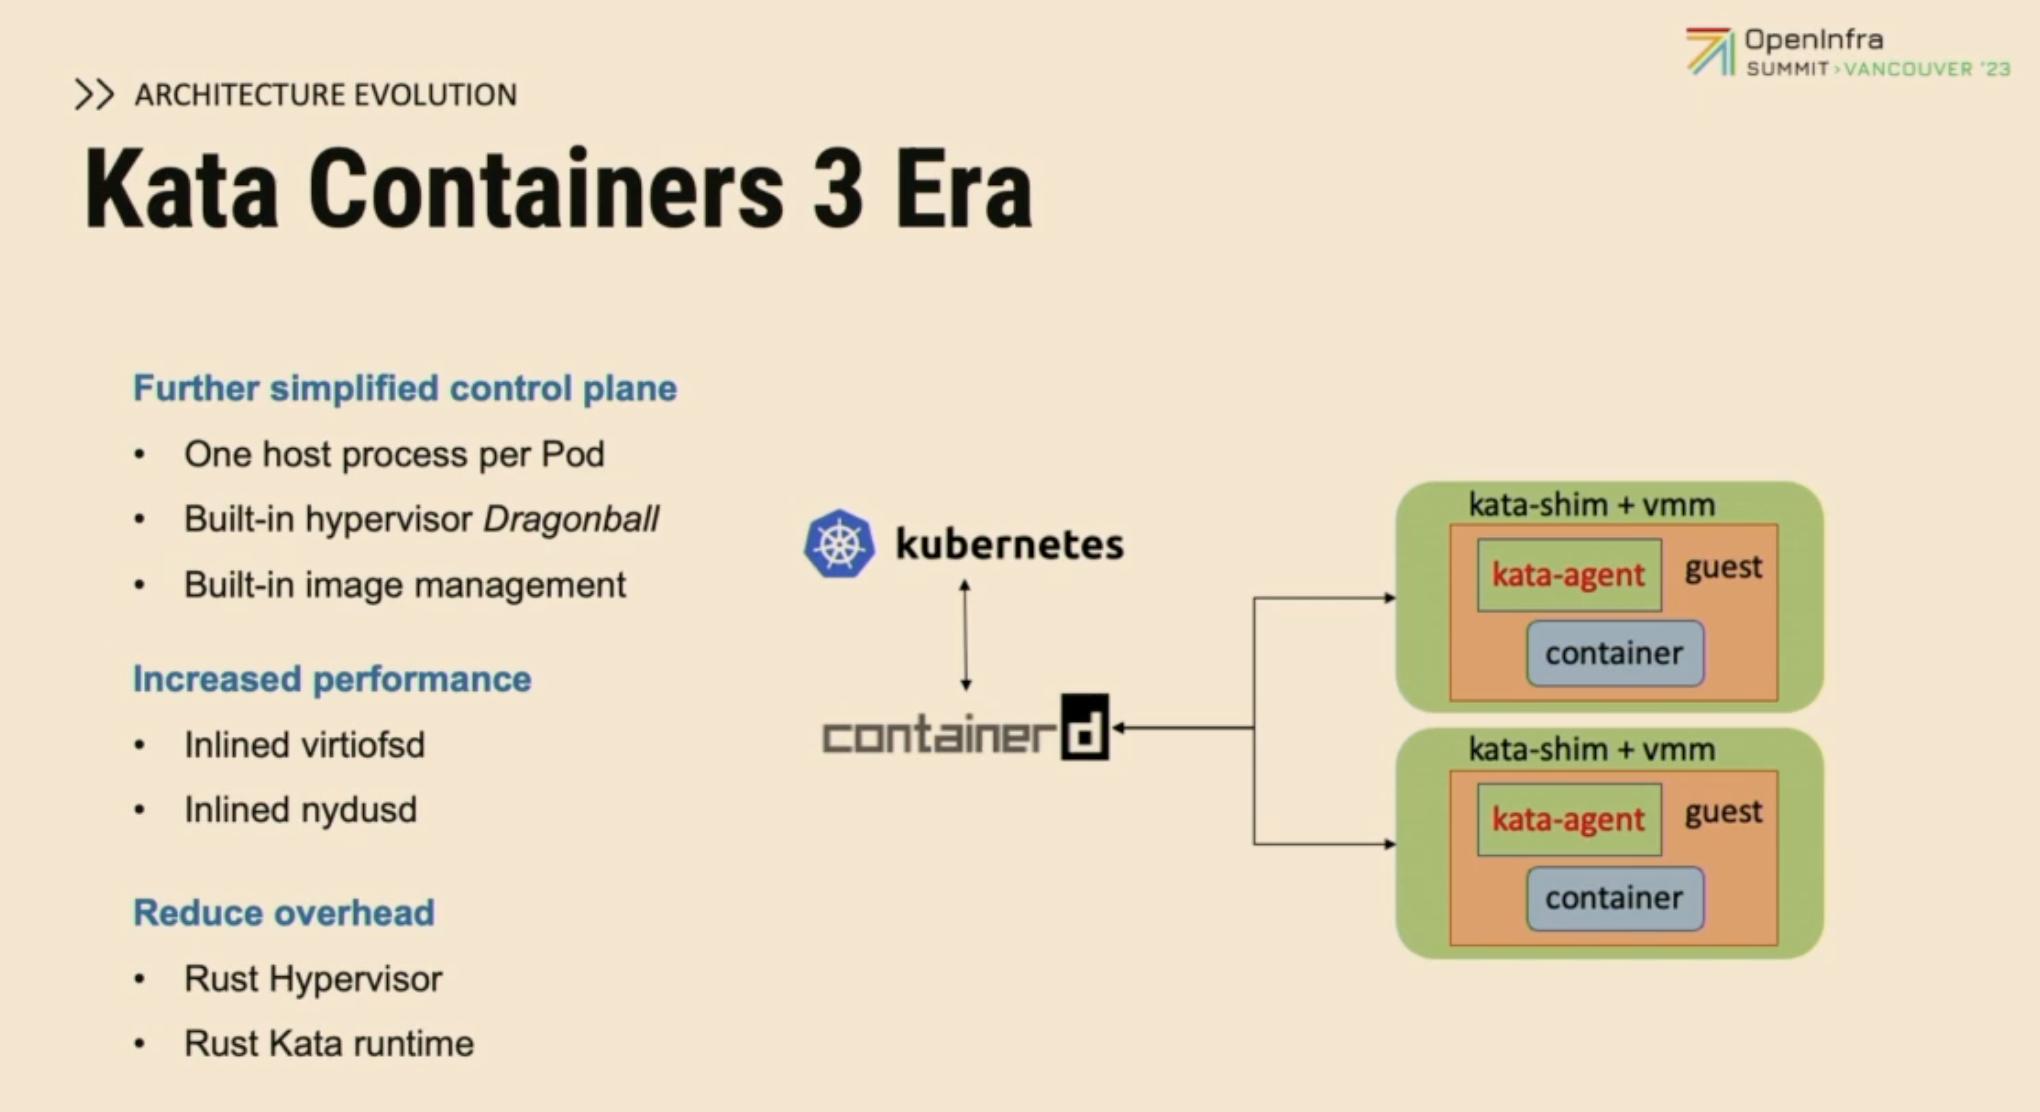 OpenInfra
SUMMIT > VANCOUVER '23
>> ARCHITECTURE EVOLUTION
Kata Containers 3 Era
Further simplified control plane
• One host process per Pod
• Built-in hypervisor Dragonball
• Built-in image management
Increased performance
• Inlined virtiofsd
• Inlined nydusd
Reduce overhead
• Rust Hypervisor
• Rust Kata runtime
kubernetes
containerd
kata-shim + vmm
kata-agent
guest
container
kata-shim + vmm
kata-agent
guest
container